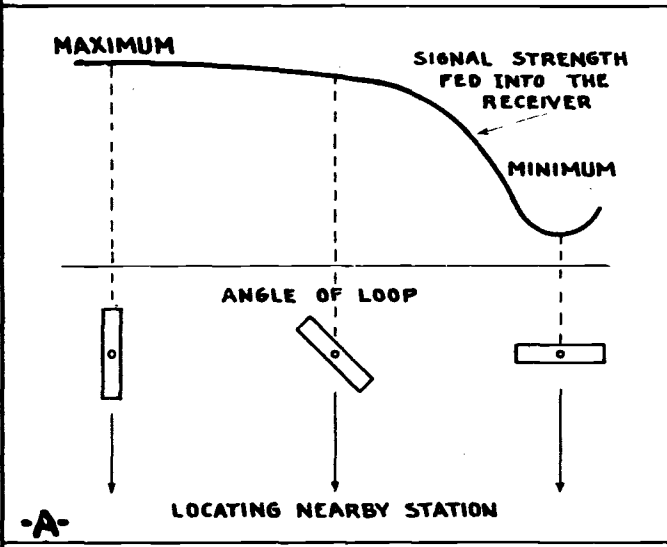 MAXIMUM
SIGNAL STRENGTH
FED INTO THE
RECEIVER
MINIMUM
ANGLE OF LOOP
LOCATING NEARBY STATION
-A-